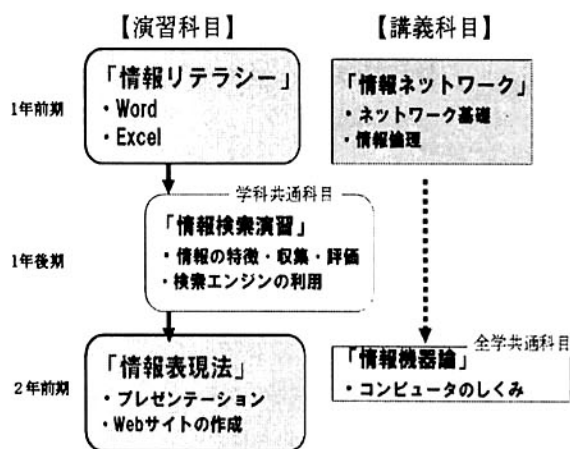 【演習科目】
【講義科目】
1年前期
「情報リテラシー」
・Word
・Excel
「情報ネットワーク」
・ネットワーク基礎
・情報倫理
学科共通科目
1年後期
「情報検索演習」
・情報の特徴・収集・評価
・検索エンジンの利用
2年前期
「情報表現法」
・プレゼンテーション
・Webサイトの作成
全学共通科目
「情報機器論」
・コンピュータのしくみ